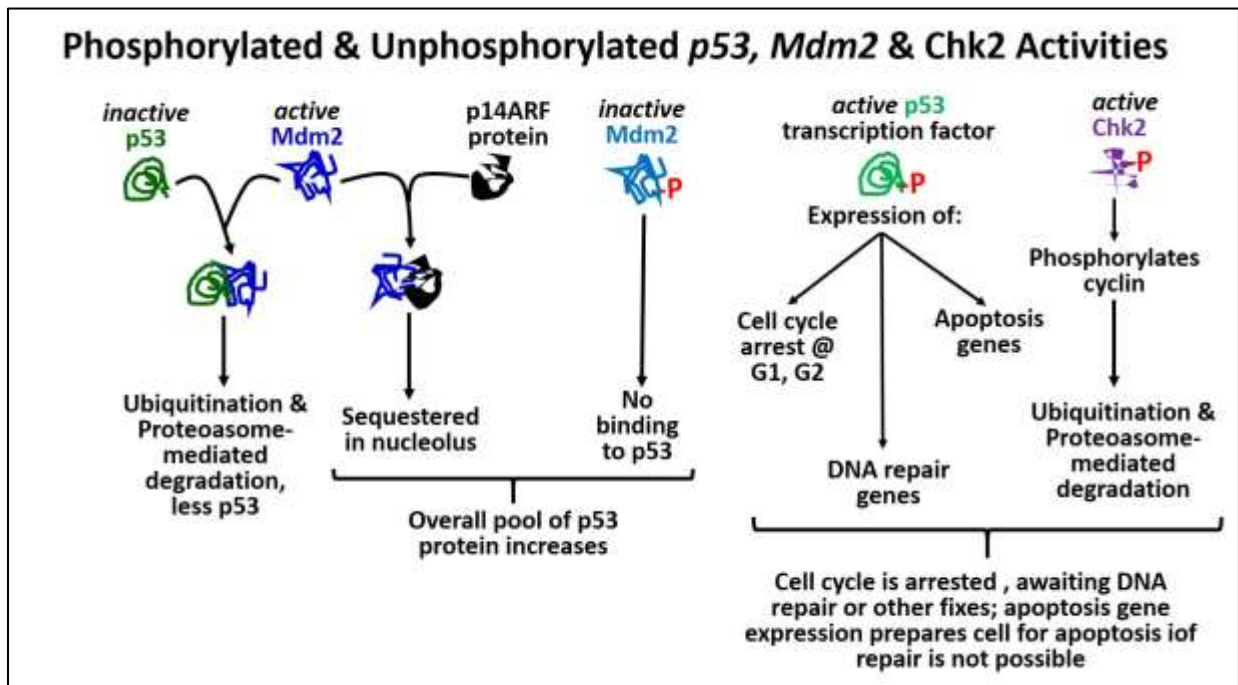 Phosphorylated & Unphosphorylated p53, Mdm2 & Chk2 Activities
inactive
p53
active
Mdm2
p14ARF
protein
inactive
Mdm2
P
active p53
transcription factor
P
active
Chk2
P
Expression of:
Phosphorylates
cyclin
Cell cycle
arrest @
G1, G2
Apoptosis
genes
Ubiquitination &
Proteoasome-
mediated
degradation,
less p53
Sequestered
in nucleolus
No
binding
to p53
DNA repair
genes
Ubiquitination &
Proteoasome-
mediated
degradation
Overall pool of p53
protein increases
Cell cycle is arrested , awaiting DNA
repair or other fixes; apoptosis gene
expression prepares cell for apoptosis iof
repair is not possible